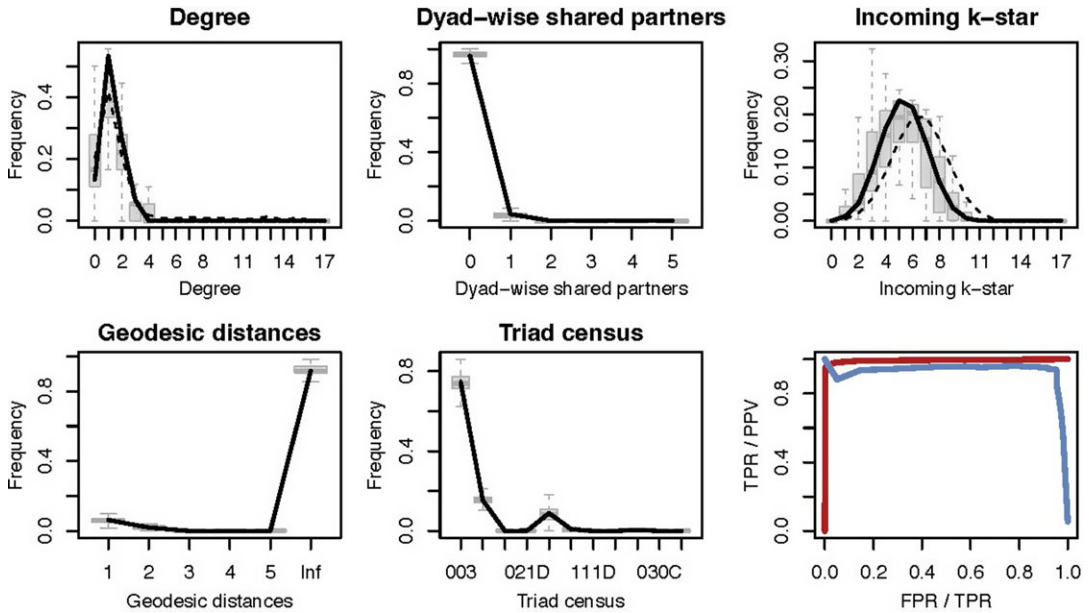 Degree
Frequency
0.0 0.2 0.4
0 2 4 6 8 11 14 17
Degree
Dyad–wise shared partners
Frequency
0.0 0.4 0.8
0 1 2 3 4 5
Dyad–wise shared partners
Incoming k–star
Frequency
0.00 0.10 0.20 0.30
0 2 4 6 8 11 14 17
Incoming k–star
Geodesic distances
Frequency
0.0 0.4 0.8
1 2 3 4 5 Inf
Geodesic distances
Triad census
Frequency
0.0 0.4 0.8
003 021D 111D 030C
Triad census
TPR / PPV
0.0 0.4 0.8
0.0 0.2 0.4 0.6 0.8 1.0
FPR / TPR